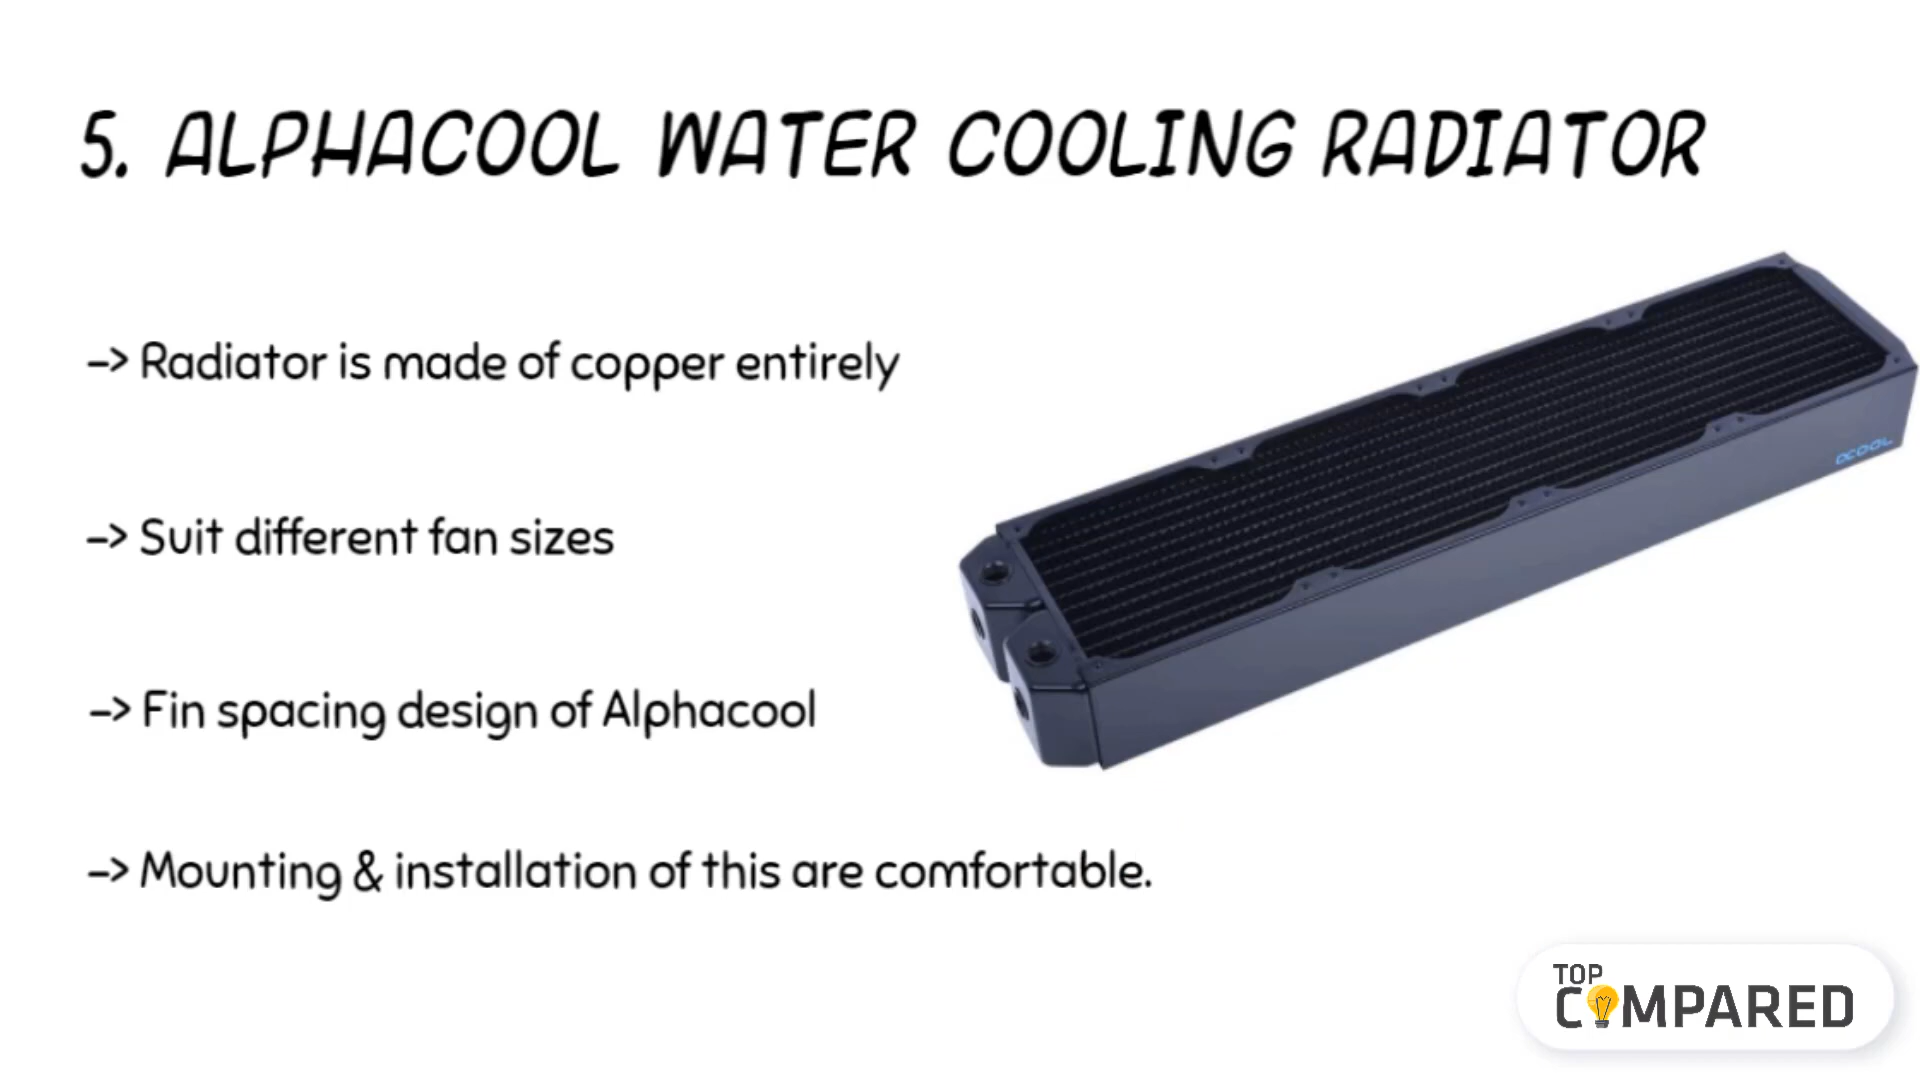 5. ALPHACOOL WATER COOLING RADIATOR
-> Radiator is made of copper entirely
-> Suit different fan sizes
-> Fin spacing design of Alphacool
-> Mounting & installation of this are comfortable.
TOP
COMPARED